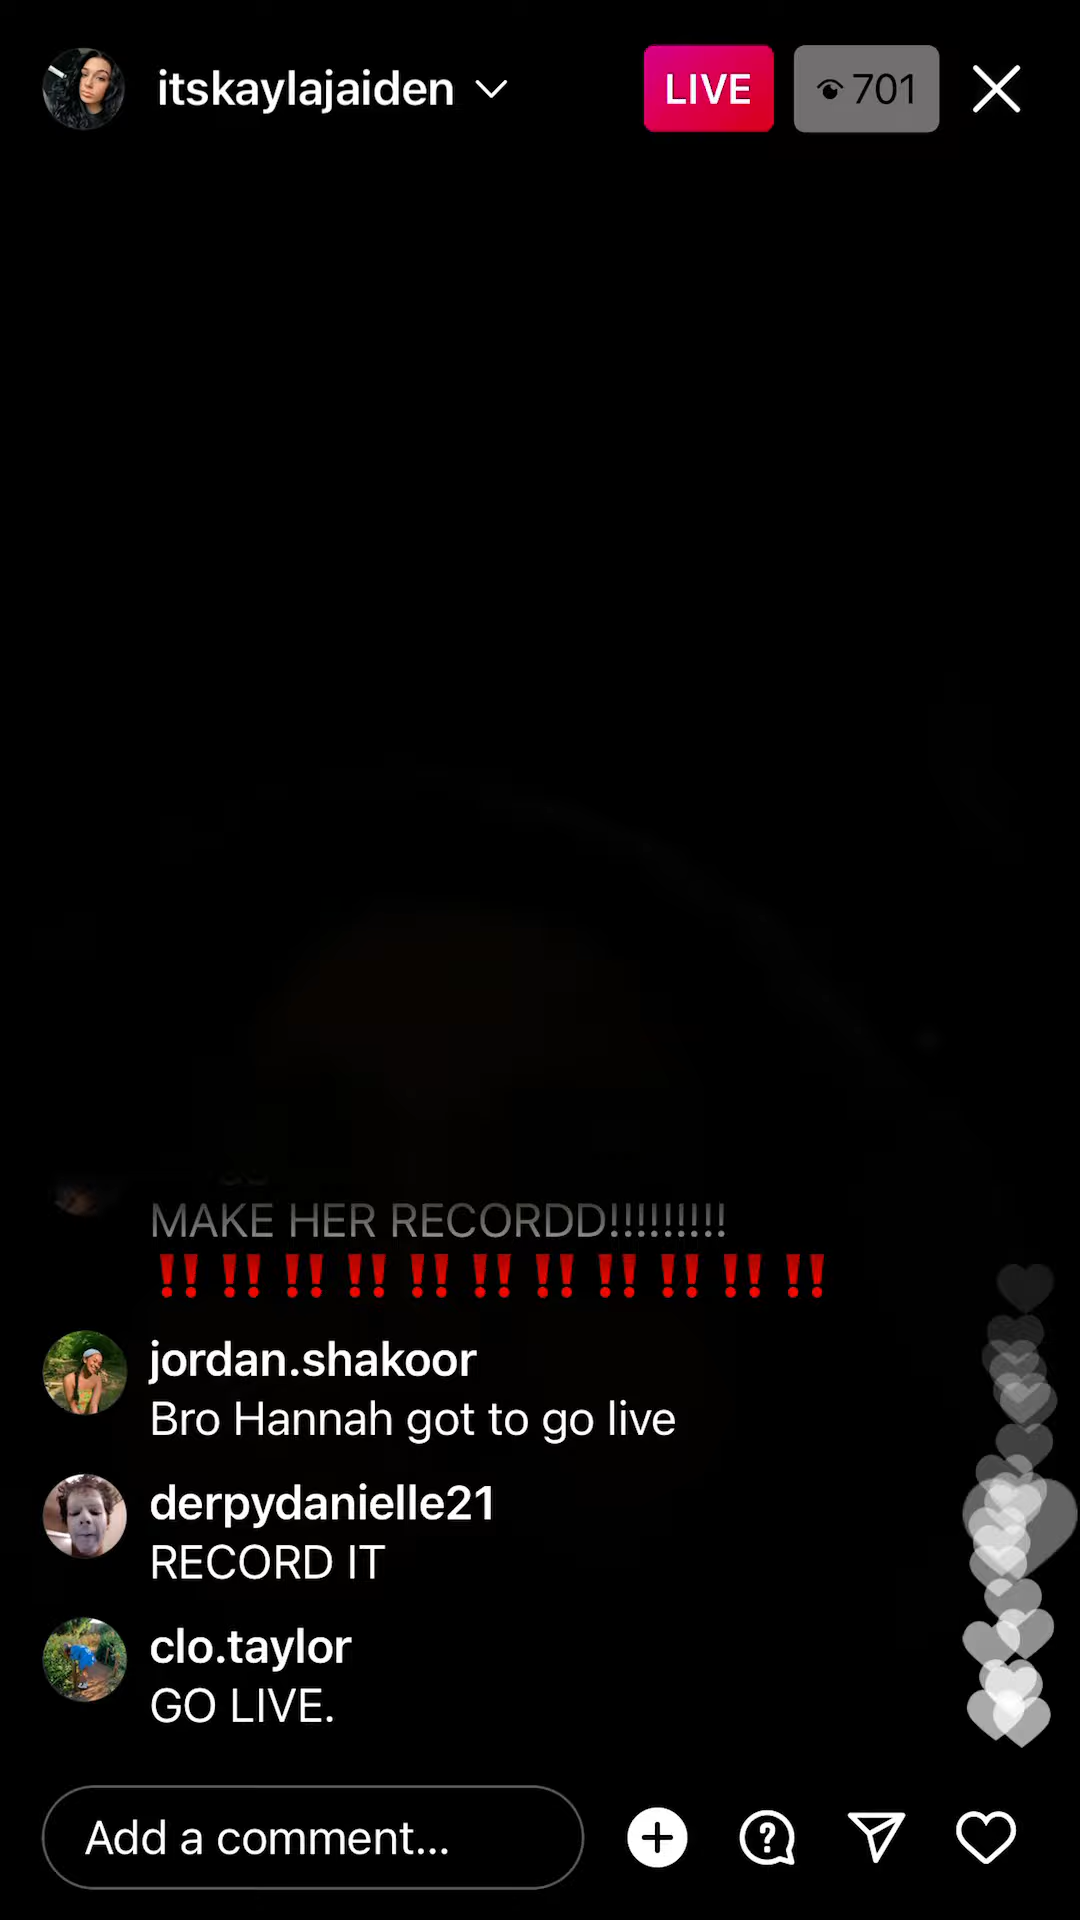 itskaylajaiden
LIVE
701
MAKE HER RECORDD!!!!!!!!!
‼️ ‼️ ‼️ ‼️ ‼️ ‼️ ‼️ ‼️ ‼️ ‼️ ‼️
jordan.shakoor
Bro Hannah got to go live
derpydanielle21
RECORD IT
clo.taylor
GO LIVE.
Add a comment...